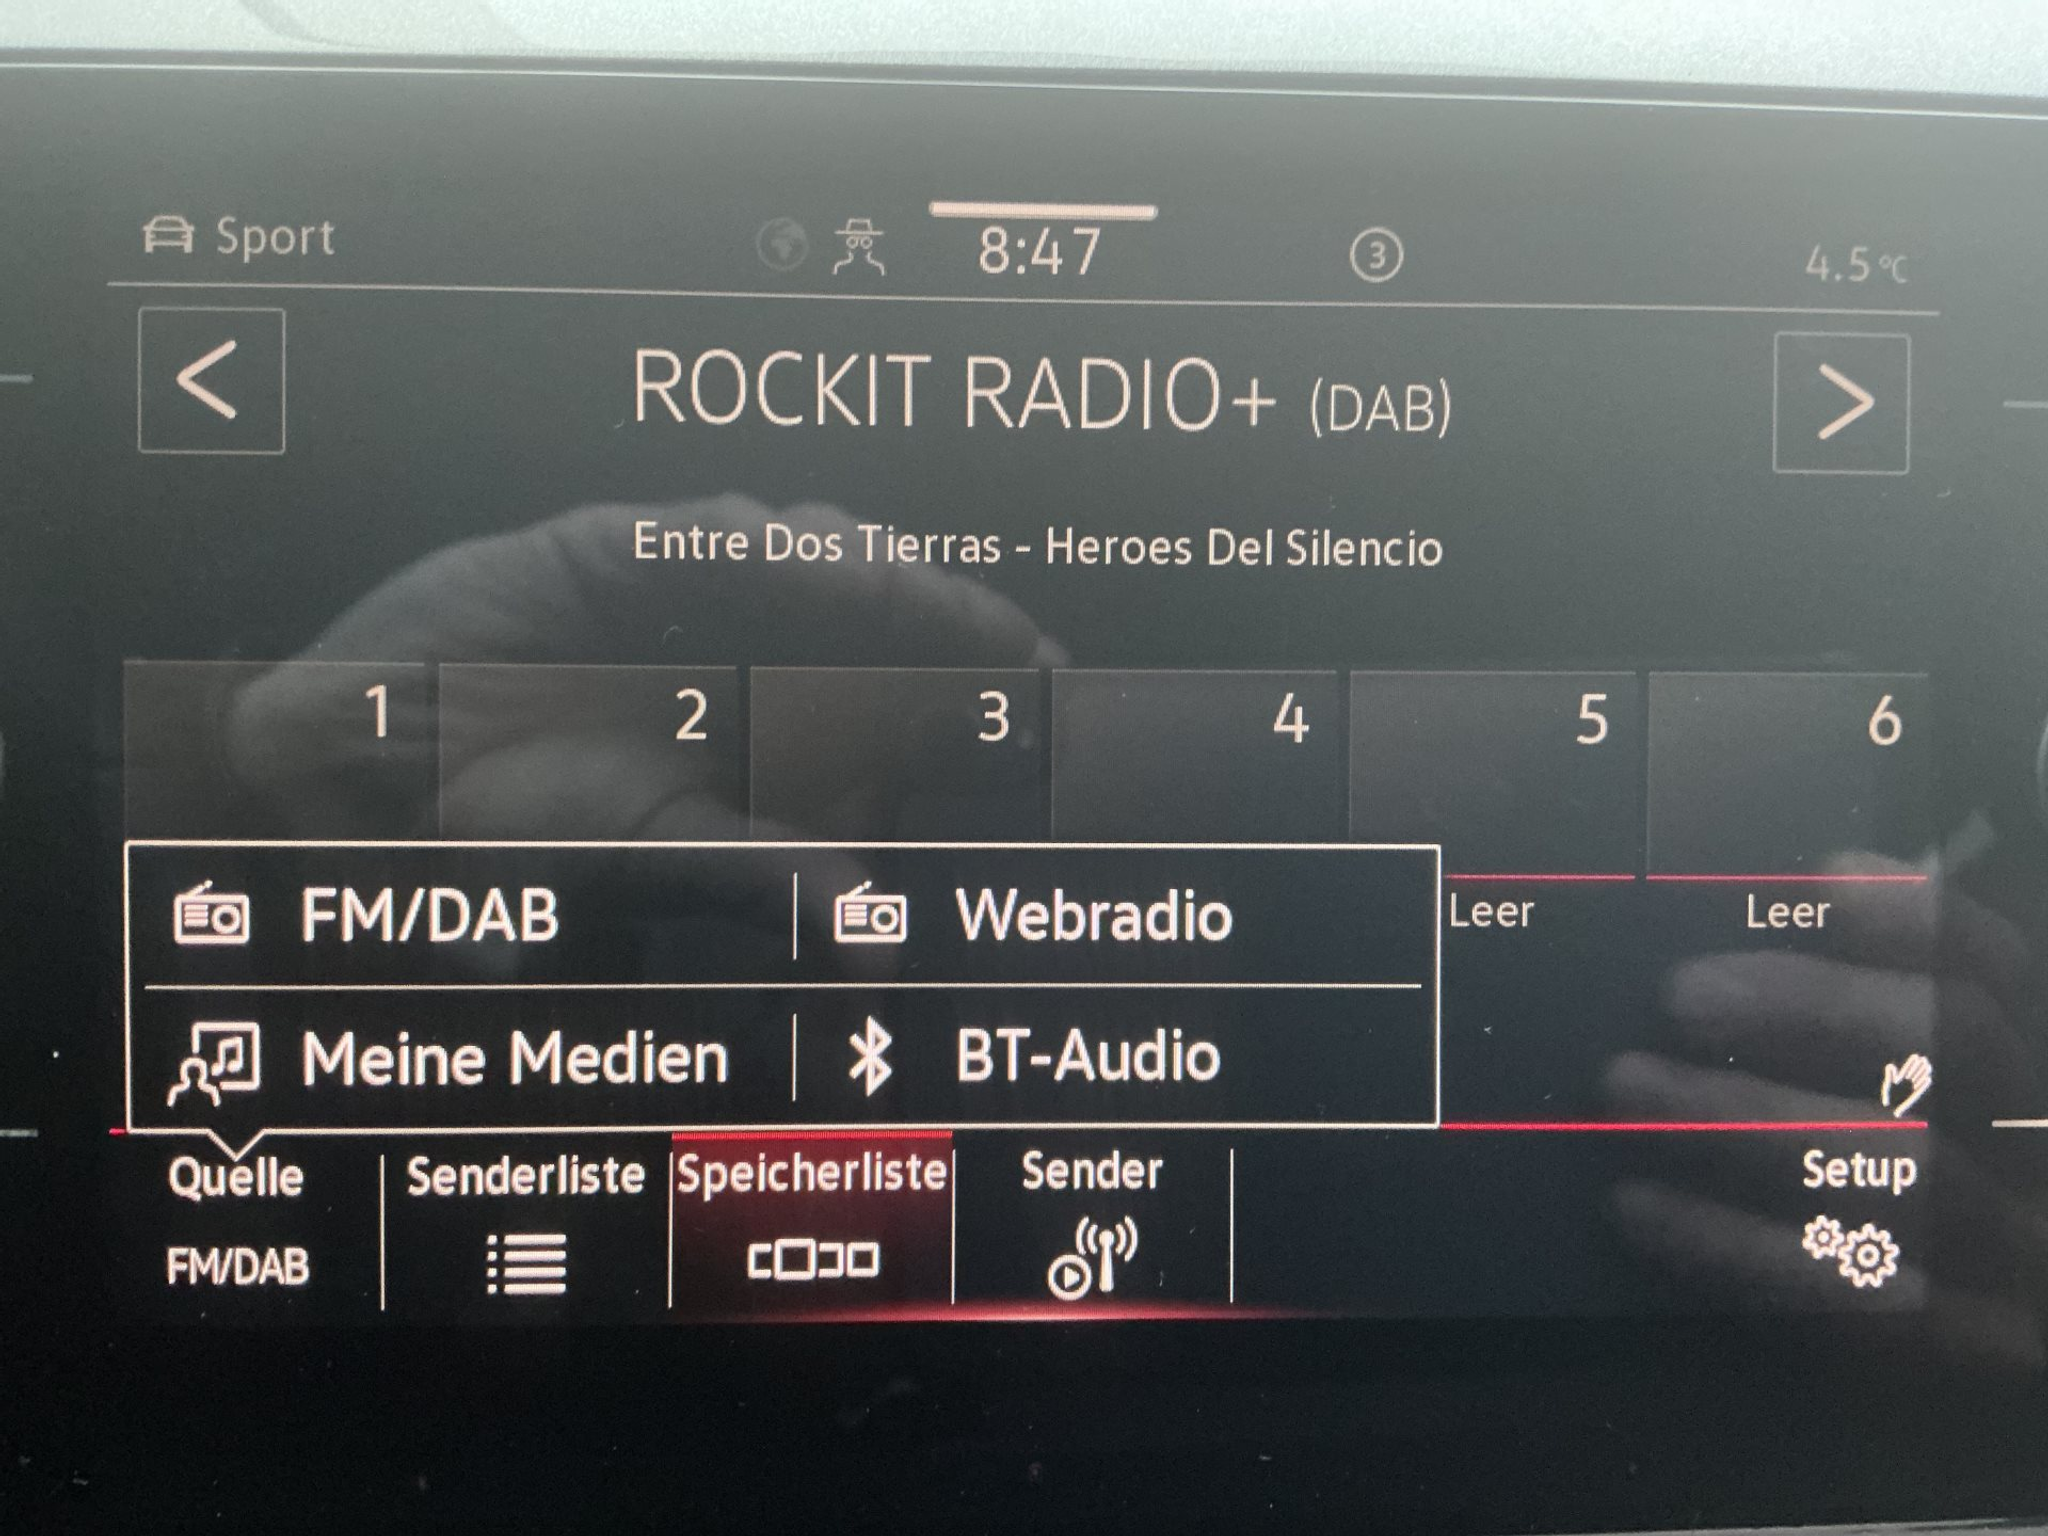 Sport 8:47 3 4.5°C
< ROCKIT RADIO+ (DAB) >
Entre Dos Tierras - Heroes Del Silencio
1 2 3 4 5 6
FM/DAB Webradio
Leer Leer
Meine Medien BT-Audio
Quelle Senderliste Speicherliste Sender Setup
FM/DAB